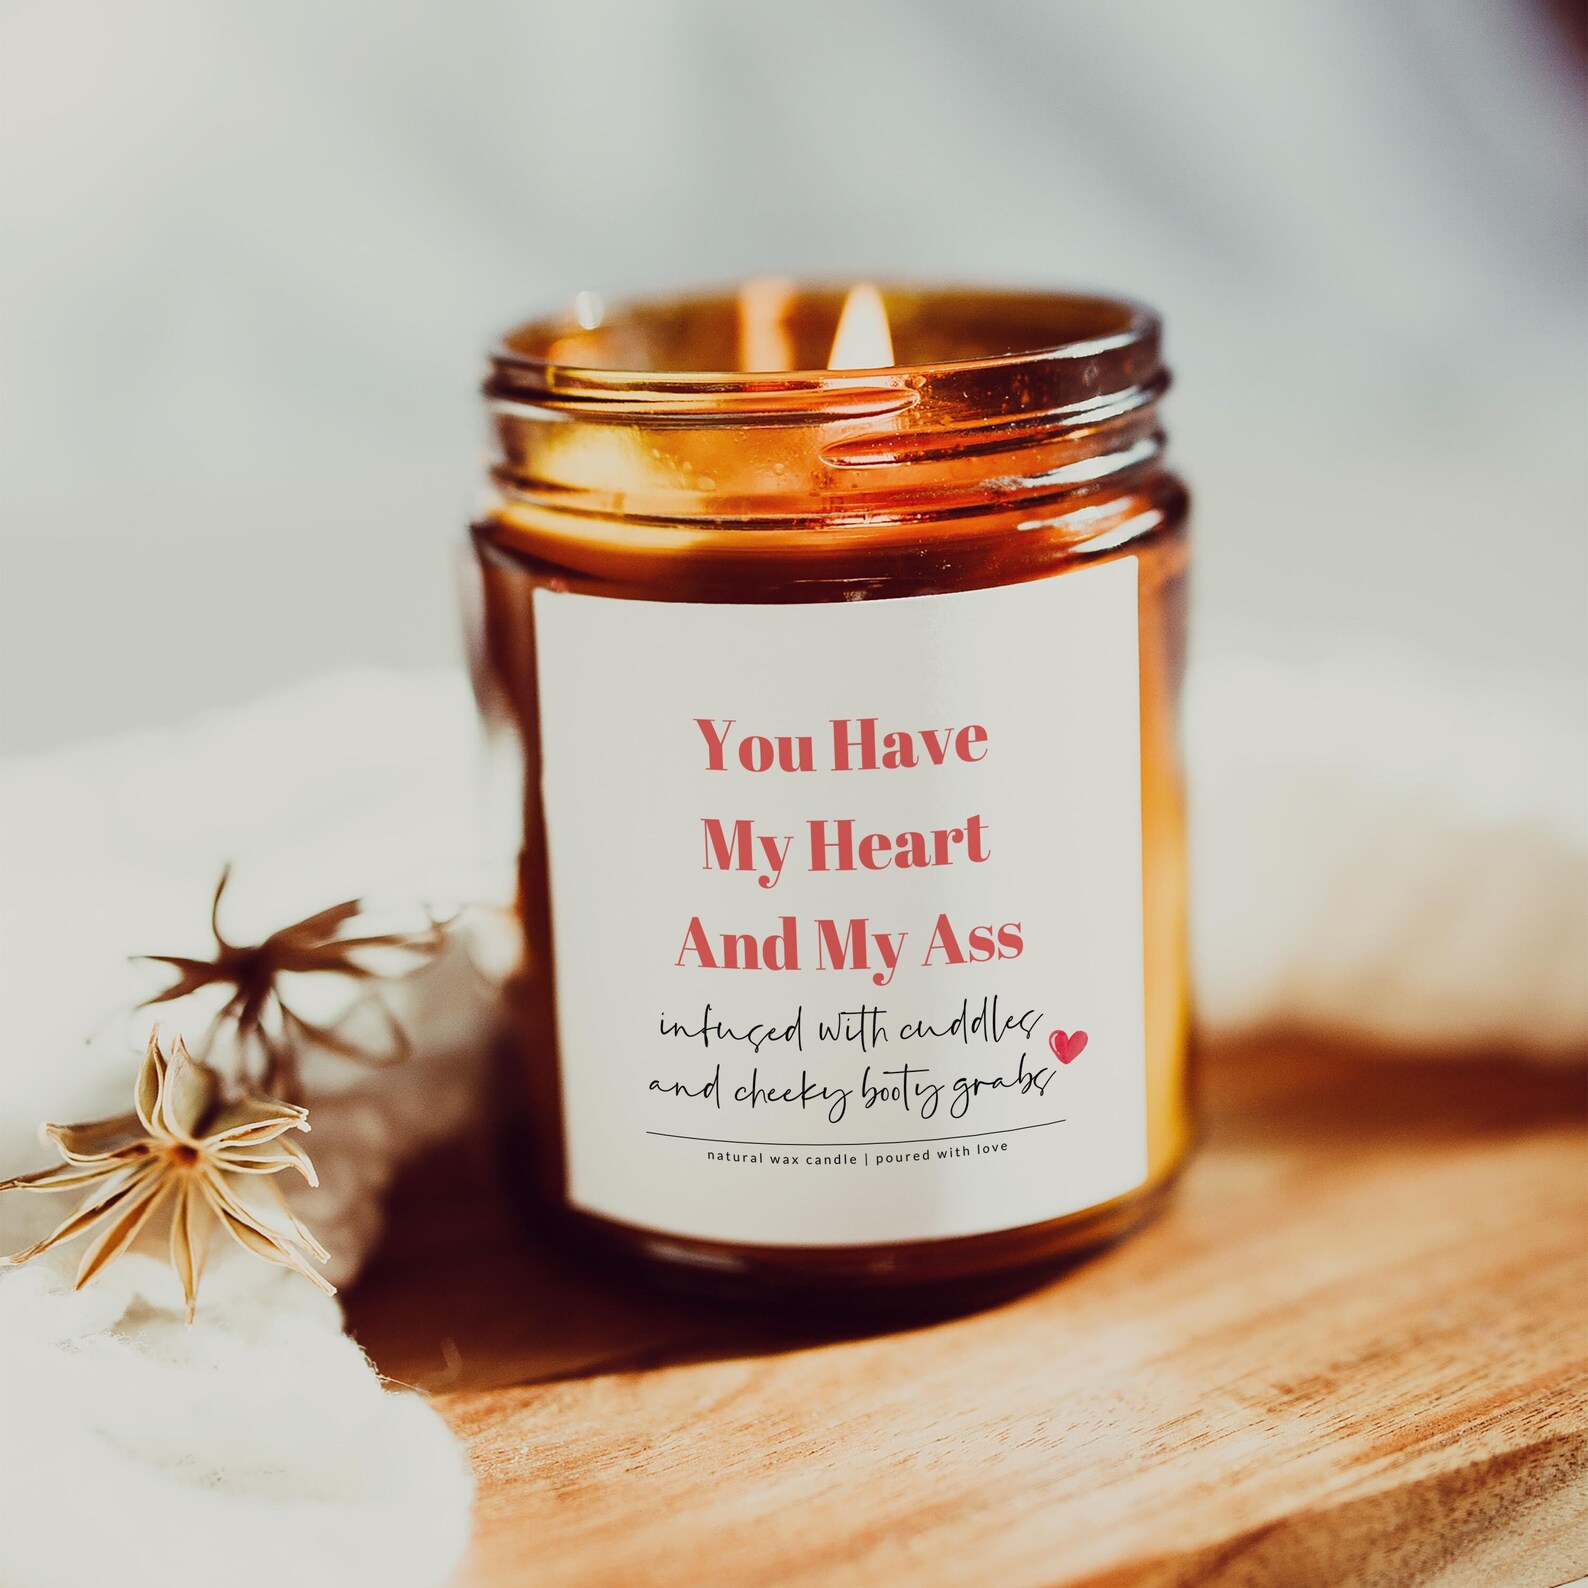 You Have
My Heart
And My Ass
infused with cuddles
and cheeky booty grabs
natural wax candle | poured with love